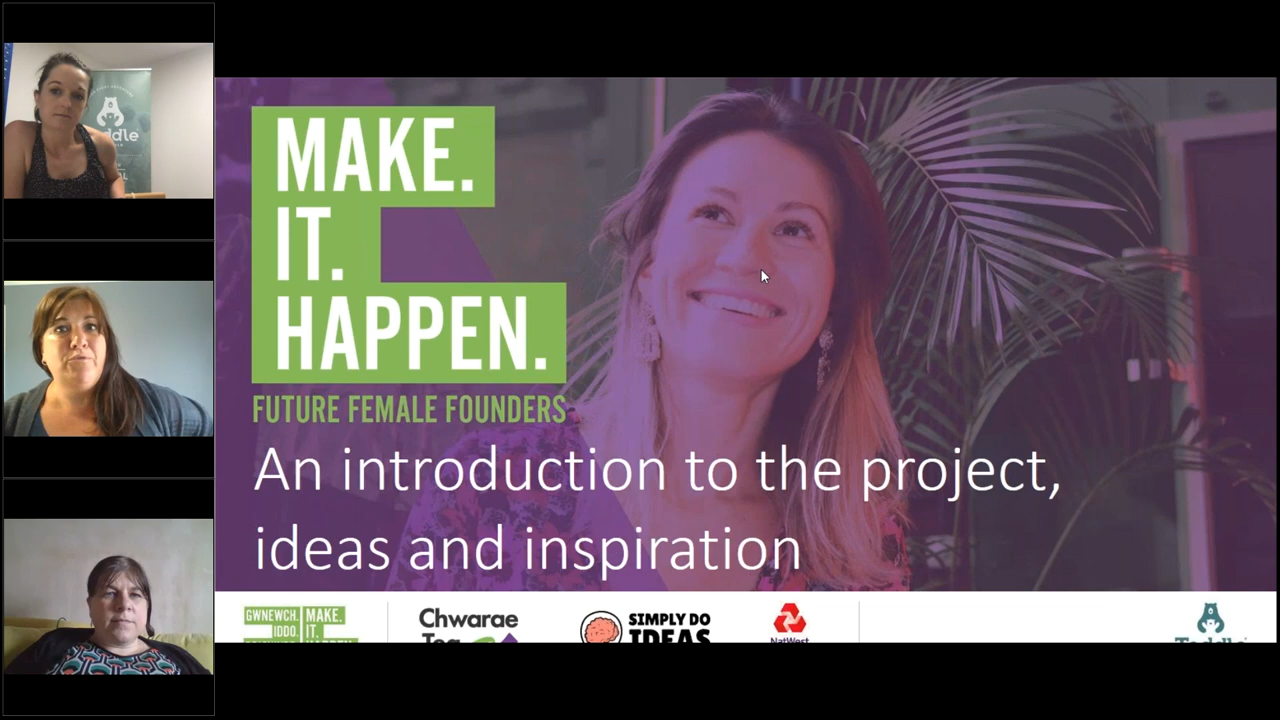 MAKE.
IT.
HAPPEN.
FUTURE FEMALE FOUNDERS
An introduction to the project,
ideas and inspiration
GWNEWCH.
IDDO.
MAKE.
IT.
Chwarae
Teg
SIMPLY DO
IDEAS
NatWest